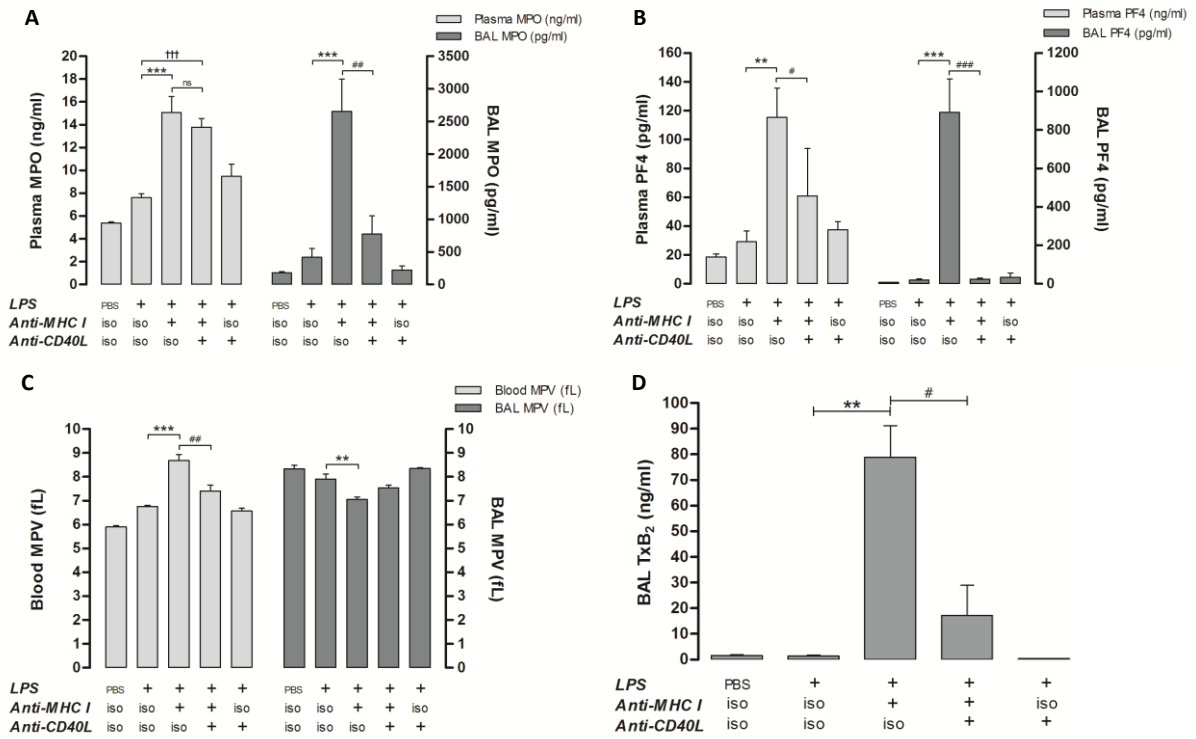 A
Plasma MPO (ng/ml)
BAL MPO (pg/ml)
Plasma MPO (ng/ml)
20
18
16
14
12
10
8
6
4
2
0
†††
***
ns
***
##
3500
3000
2500
2000
1500
1000
500
0
BAL MPO (pg/ml)
LPS PBS + + + + PBS + + + +
Anti-MHC I iso iso + + iso iso iso + + iso
Anti-CD40L iso iso iso + + iso iso iso + +
B
Plasma PF4 (ng/ml)
BAL PF4 (pg/ml)
Plasma PF4 (pg/ml)
160
140
120
100
80
60
40
20
0
**
#
***
###
1200
1000
800
600
400
200
0
BAL PF4 (pg/ml)
LPS PBS + + + + PBS + + + +
Anti-MHC I iso iso + + iso iso iso + + iso
Anti-CD40L iso iso iso + + iso iso iso + +
C
Blood MPV (fL)
BAL MPV (fL)
Blood MPV (fL)
10
9
8
7
6
5
4
3
2
1
0
***
##
**
10
9
8
7
6
5
4
3
2
1
0
BAL MPV (fL)
LPS PBS + + + + PBS + + + +
Anti-MHC I iso iso + + iso iso iso + + iso
Anti-CD40L iso iso iso + + iso iso iso + +
D
BAL TxB₂ (ng/ml)
100
90
80
70
60
50
40
30
20
10
0
**
#
LPS PBS + + + +
Anti-MHC I iso iso + + iso
Anti-CD40L iso iso iso + +